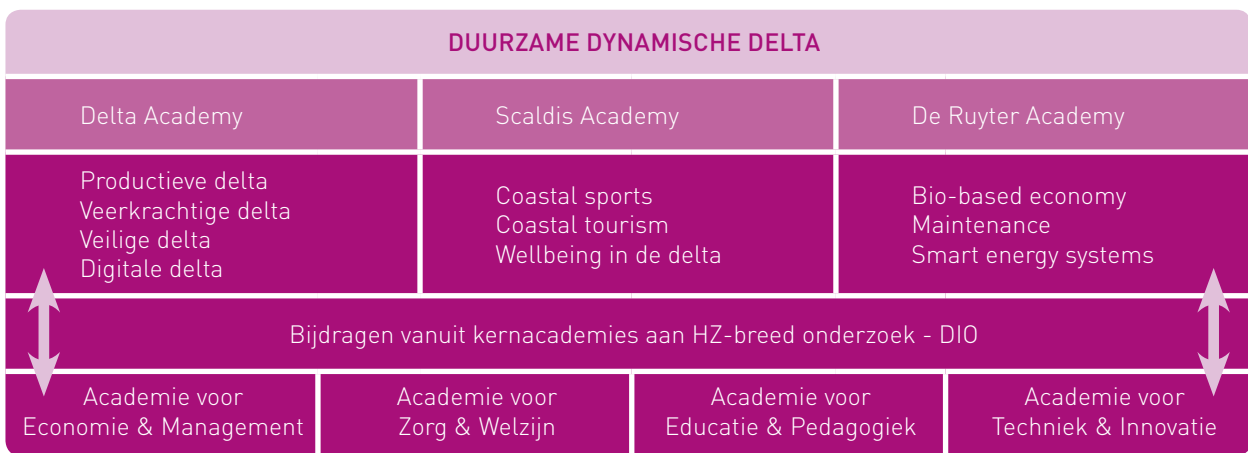 DUURZAME DYNAMISCHE DELTA
Delta Academy
Scaldis Academy
De Ruyter Academy
Productieve delta
Veerkrachtige delta
Veilige delta
Digitale delta
Coastal sports
Coastal tourism
Wellbeing in de delta
Bio-based economy
Maintenance
Smart energy systems
Bijdragen vanuit kernacademies aan HZ-breed onderzoek - DIO
Academie voor
Economie & Management
Academie voor
Zorg & Welzijn
Academie voor
Educatie & Pedagogiek
Academie voor
Techniek & Innovatie